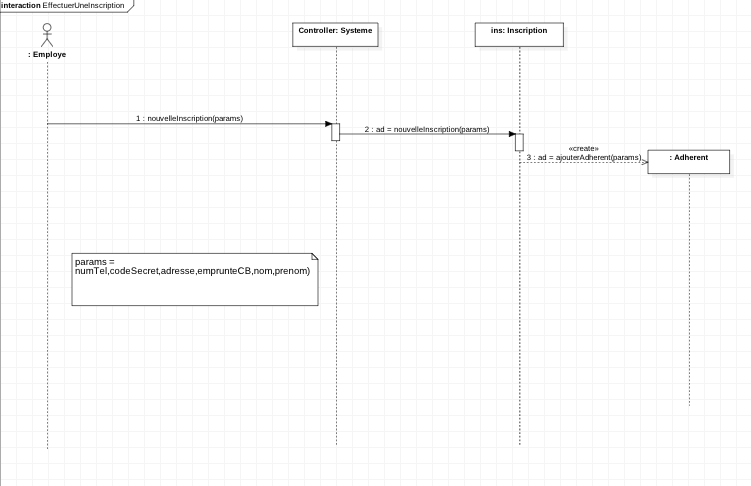 interaction EffectuerUneInscription
: Employe
Controller: Systeme
ins: Inscription
1 : nouvelleInscription(params)
2 : ad = nouvelleInscription(params)
«create»
3 : ad = ajouterAdherent(params)
: Adherent
params =
numTel,codeSecret,adresse,emprunteCB,nom,prenom)